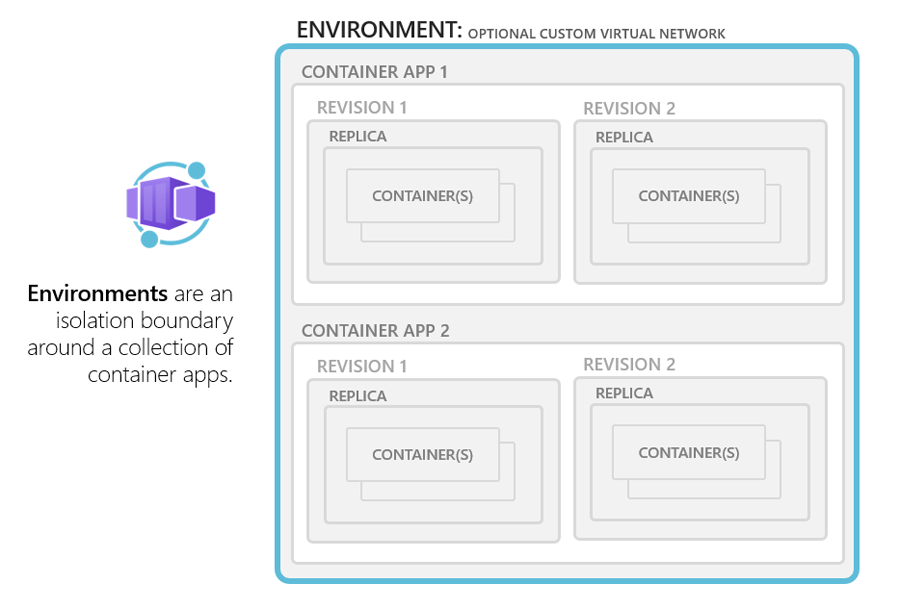 ENVIRONMENT: OPTIONAL CUSTOM VIRTUAL NETWORK
CONTAINER APP 1
REVISION 1
REPLICA
CONTAINER(S)
REVISION 2
REPLICA
CONTAINER(S)
Environments are an
isolation boundary
around a collection of
container apps.
CONTAINER APP 2
REVISION 1
REPLICA
CONTAINER(S)
REVISION 2
REPLICA
CONTAINER(S)